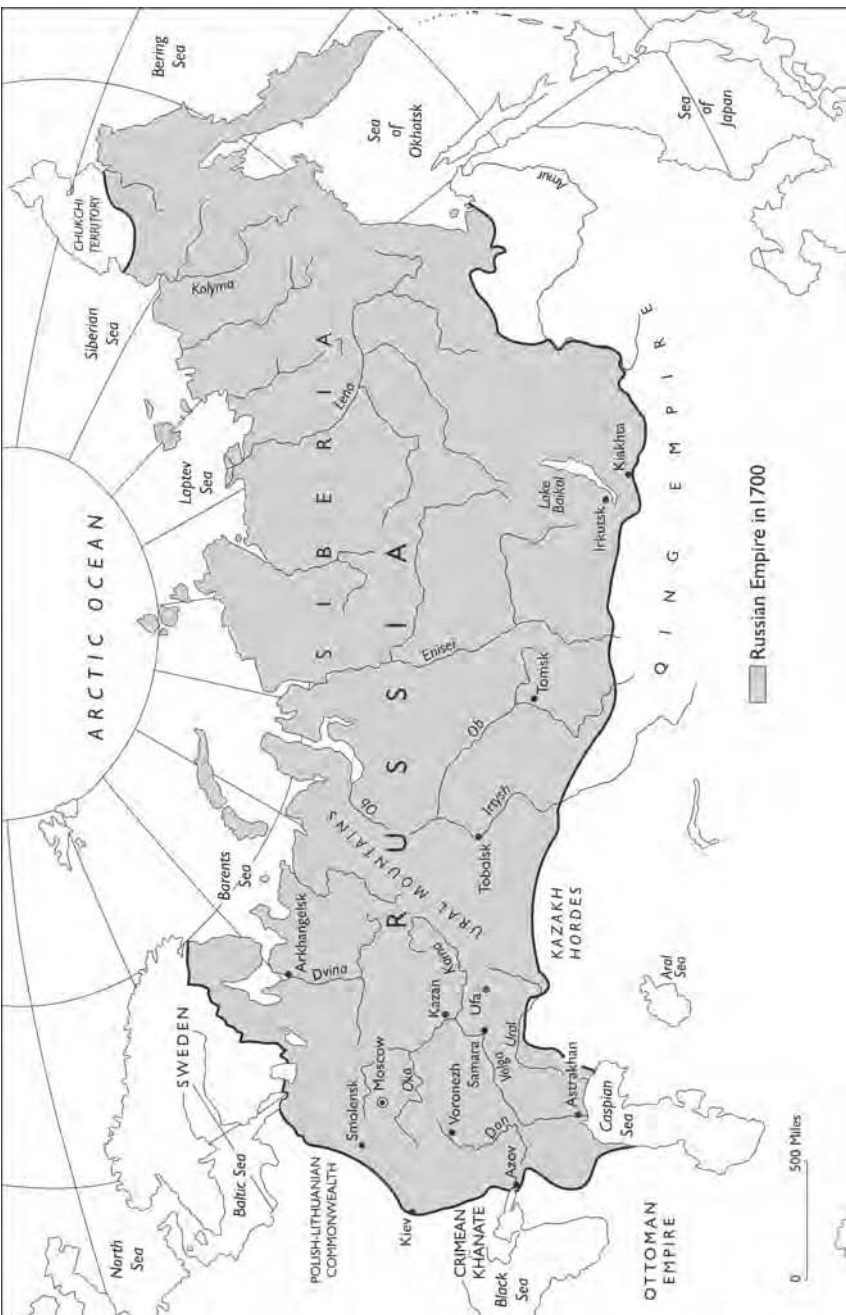 Bering
Sea
CHUKCHI
TERRITORY
Siberian
Sea
Kolyma
Sea
of
Okhotsk
Sea
of
Japan
Amur
Laptev
Sea
Lena
ARCTIC OCEAN
SIBERIA
RUSSIA
Lake
Baikal
Irkutsk
Kiakhta
QING EMPIRE
Enisei
Tomsk
Ob
Ob
Irtysh
Tobolsk
URAL MOUNTAINS
Barents
Sea
Arkhangelsk
Dvina
Kama
Kazan
Ufa
Samara
Ural
Volga
KAZAKH
HORDES
Aral
Sea
SWEDEN
Baltic Sea
North
Sea
Smolensk
Moscow
Oka
Voronezh
Don
Astrakhan
Caspian
Sea
POLISH-LITHUANIAN
COMMONWEALTH
Kiev
Azov
CRIMEAN
KHANATE
Black
Sea
OTTOMAN
EMPIRE
Russian Empire in 1700
0 500 Miles